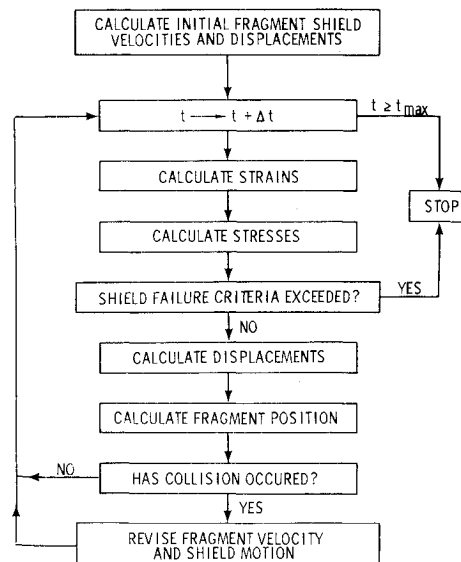 CALCULATE INITIAL FRAGMENT SHIELD
VELOCITIES AND DISPLACEMENTS
t → t + Δt
t ≥ tmax
CALCULATE STRAINS
STOP
CALCULATE STRESSES
SHIELD FAILURE CRITERIA EXCEEDED?
YES
NO
CALCULATE DISPLACEMENTS
CALCULATE FRAGMENT POSITION
NO
HAS COLLISION OCCURED?
YES
REVISE FRAGMENT VELOCITY
AND SHIELD MOTION